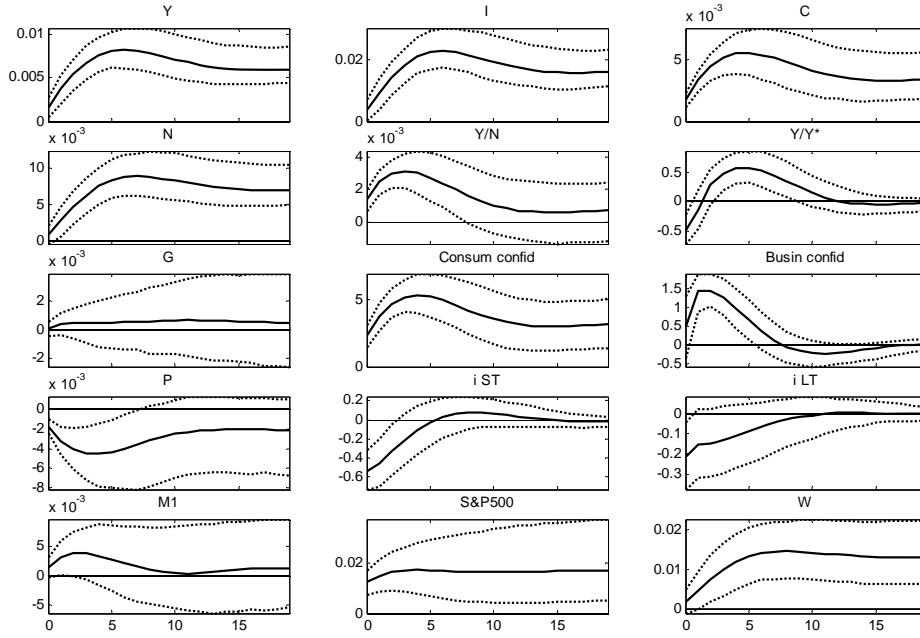 Y
I
C
x 10^-3
0.01
0.005
0
0.02
0
5
0
N
Y/N
Y/Y*
x 10^-3
x 10^-3
10
5
0
4
2
0
0.5
0
-0.5
G
Consum confid
Busin confid
x 10^-3
2
0
-2
5
0
1.5
1
0.5
0
-0.5
P
i ST
i LT
x 10^-3
0
-2
-4
-6
-8
0.2
0
-0.2
-0.4
-0.6
0
-0.1
-0.2
-0.3
M1
S&P500
W
x 10^-3
5
0
-5
0.02
0
0.02
0.01
0
0 5 10 15
0 5 10 15
0 5 10 15